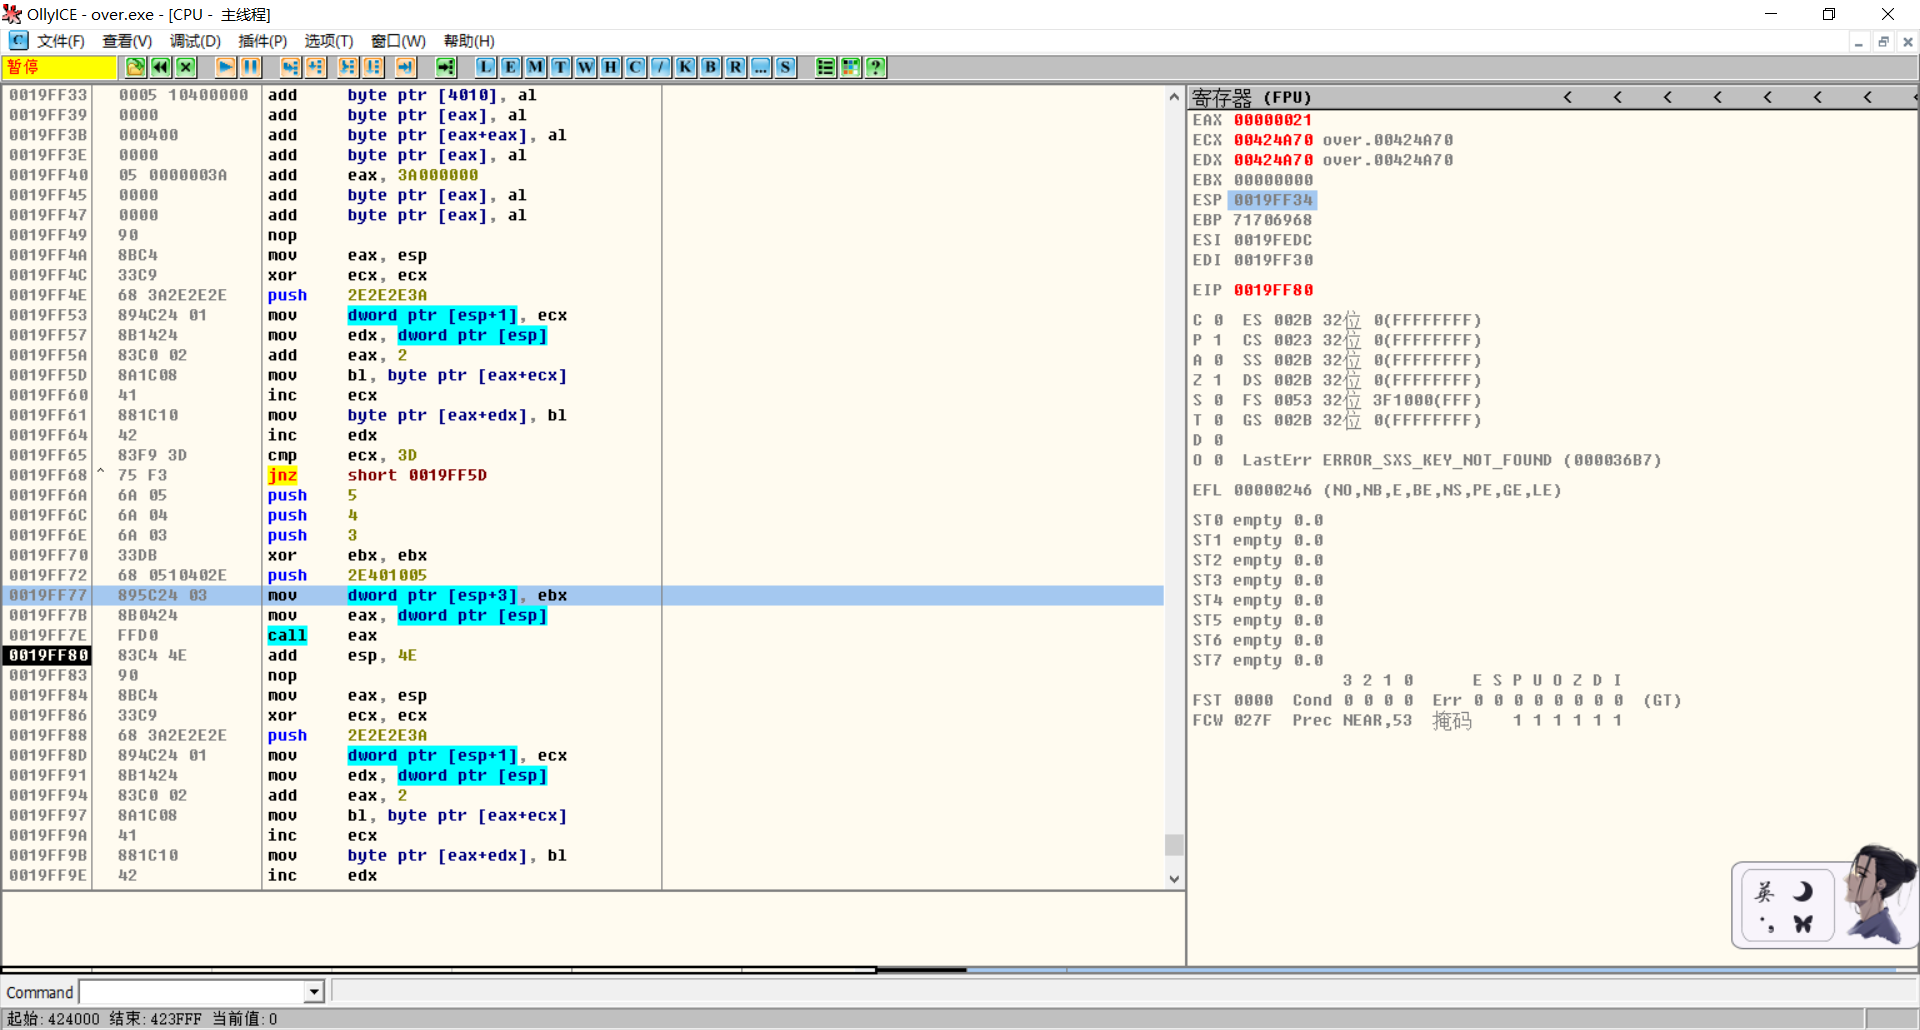 OllyICE - over.exe - [CPU - 主线程]
C 文件(F) 查看(V) 调试(D) 插件(P) 选项(T) 窗口(W) 帮助(H)
暂停 L E M T W H C / K B R ... S ?
0019FF33 0005 10400000 add byte ptr [4010], al
0019FF39 0000 add byte ptr [eax], al
0019FF3B 000400 add byte ptr [eax+eax], al
0019FF3E 0000 add byte ptr [eax], al
0019FF40 05 0000003A add eax, 3A000000
0019FF45 0000 add byte ptr [eax], al
0019FF47 0000 add byte ptr [eax], al
0019FF49 90 nop
0019FF4A 8BC4 mov eax, esp
0019FF4C 33C9 xor ecx, ecx
0019FF4E 68 3A2E2E2E push 2E2E2E3A
0019FF53 894C24 01 mov dword ptr [esp+1], ecx
0019FF57 8B1424 mov edx, dword ptr [esp]
0019FF5A 83C0 02 add eax, 2
0019FF5D 8A1C08 mov bl, byte ptr [eax+ecx]
0019FF60 41 inc ecx
0019FF61 881C10 mov byte ptr [eax+edx], bl
0019FF64 42 inc edx
0019FF65 83F9 3D cmp ecx, 3D
0019FF68 ^ 75 F3 jnz short 0019FF5D
0019FF6A 6A 05 push 5
0019FF6C 6A 04 push 4
0019FF6E 6A 03 push 3
0019FF70 33DB xor ebx, ebx
0019FF72 68 0510402E push 2E401005
0019FF77 895C24 03 mov dword ptr [esp+3], ebx
0019FF7B 8B0424 mov eax, dword ptr [esp]
0019FF7E FFD0 call eax
0019FF80 83C4 4E add esp, 4E
0019FF83 90 nop
0019FF84 8BC4 mov eax, esp
0019FF86 33C9 xor ecx, ecx
0019FF88 68 3A2E2E2E push 2E2E2E3A
0019FF8D 894C24 01 mov dword ptr [esp+1], ecx
0019FF91 8B1424 mov edx, dword ptr [esp]
0019FF94 83C0 02 add eax, 2
0019FF97 8A1C08 mov bl, byte ptr [eax+ecx]
0019FF9A 41 inc ecx
0019FF9B 881C10 mov byte ptr [eax+edx], bl
0019FF9E 42 inc edx
寄存器 (FPU) < < < < < < < <
EAX 00000021
ECX 00424A70 over.00424A70
EDX 00424A70 over.00424A70
EBX 00000000
ESP 0019FF34
EBP 71706968
ESI 0019FEDC
EDI 0019FF30
EIP 0019FF80
C 0 ES 002B 32位 0(FFFFFFFF)
P 1 CS 0023 32位 0(FFFFFFFF)
A 0 SS 002B 32位 0(FFFFFFFF)
Z 1 DS 002B 32位 0(FFFFFFFF)
S 0 FS 0053 32位 3F1000(FFF)
T 0 GS 002B 32位 0(FFFFFFFF)
D 0
O 0 LastErr ERROR_SXS_KEY_NOT_FOUND (000036B7)
EFL 00000246 (NO,NB,E,BE,NS,PE,GE,LE)
ST0 empty 0.0
ST1 empty 0.0
ST2 empty 0.0
ST3 empty 0.0
ST4 empty 0.0
ST5 empty 0.0
ST6 empty 0.0
ST7 empty 0.0
3 2 1 0 E S P U O Z D I
FST 0000 Cond 0 0 0 0 Err 0 0 0 0 0 0 0 0 (GT)
FCW 027F Prec NEAR,53 掩码 1 1 1 1 1 1
英
Command
起始:424000 结束:423FFF 当前值:0